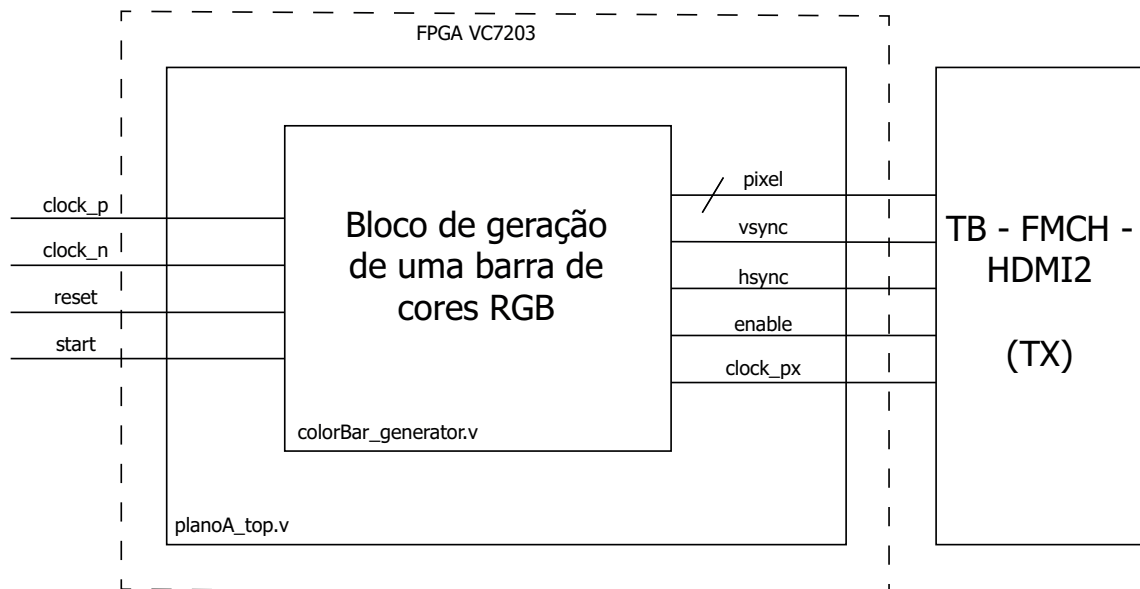 FPGA VC7203
clock_p
clock_n
reset
start
Bloco de geração
de uma barra de
cores RGB
colorBar_generator.v
planoA_top.v
pixel
vsync
hsync
enable
clock_px
TB - FMCH -
HDMI2
(TX)